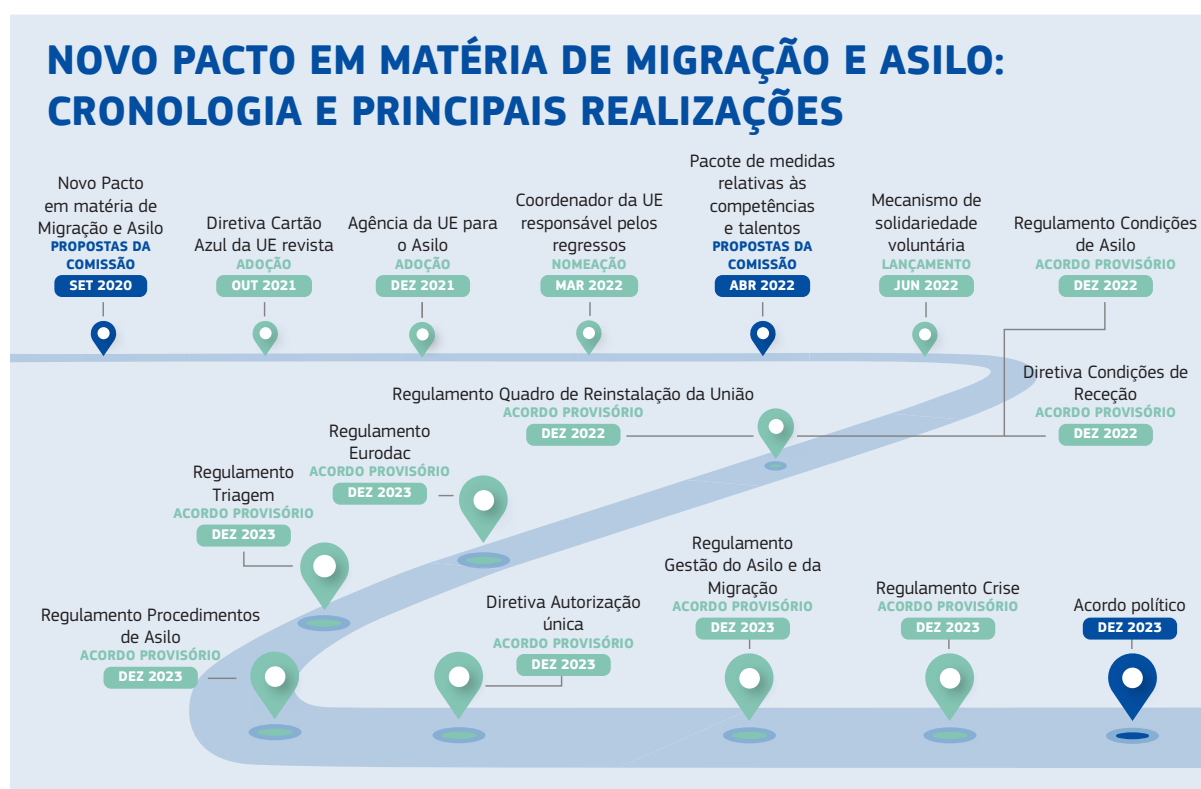 NOVO PACTO EM MATÉRIA DE MIGRAÇÃO E ASILO:
CRONOLOGIA E PRINCIPAIS REALIZAÇÕES
Novo Pacto
em matéria de
Migração e Asilo
PROPOSTAS DA
COMISSÃO
SET 2020
Diretiva Cartão
Azul da UE revista
ADOÇÃO
OUT 2021
Agência da UE para
o Asilo
ADOÇÃO
DEZ 2021
Coordenador da UE
responsável pelos
regressos
NOMEAÇÃO
MAR 2022
Pacote de medidas
relativas às
competências
e talentos
PROPOSTAS DA
COMISSÃO
ABR 2022
Mecanismo de
solidariedade
voluntária
LANÇAMENTO
JUN 2022
Regulamento Condições
de Asilo
ACORDO PROVISÓRIO
DEZ 2022
Diretiva Condições de
Receção
ACORDO PROVISÓRIO
DEZ 2022
Regulamento Quadro de Reinstalação da União
ACORDO PROVISÓRIO
DEZ 2022
Regulamento
Eurodac
ACORDO PROVISÓRIO
DEZ 2023
Regulamento
Triagem
ACORDO PROVISÓRIO
DEZ 2023
Regulamento Procedimentos
de Asilo
ACORDO PROVISÓRIO
DEZ 2023
Diretiva Autorização
única
ACORDO PROVISÓRIO
DEZ 2023
Regulamento
Gestão do Asilo e da
Migração
ACORDO PROVISÓRIO
DEZ 2023
Regulamento Crise
ACORDO PROVISÓRIO
DEZ 2023
Acordo político
DEZ 2023